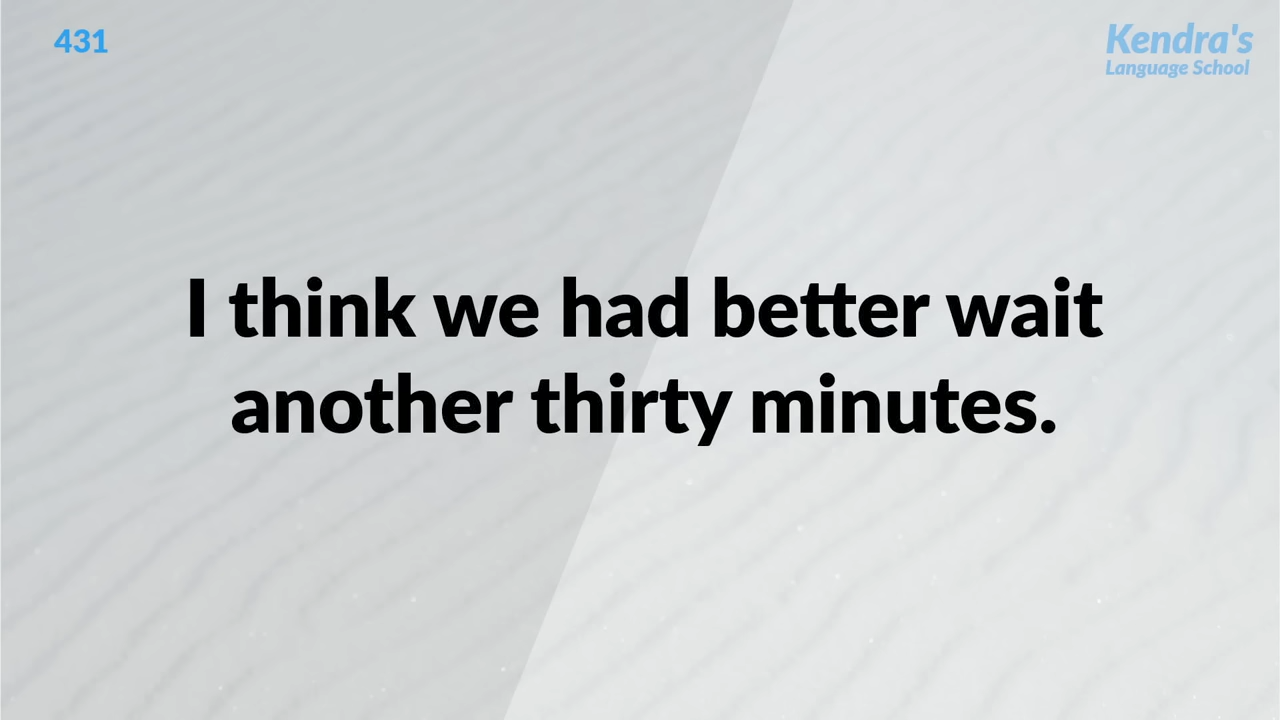 431
Kendra's
Language School
I think we had better wait
another thirty minutes.